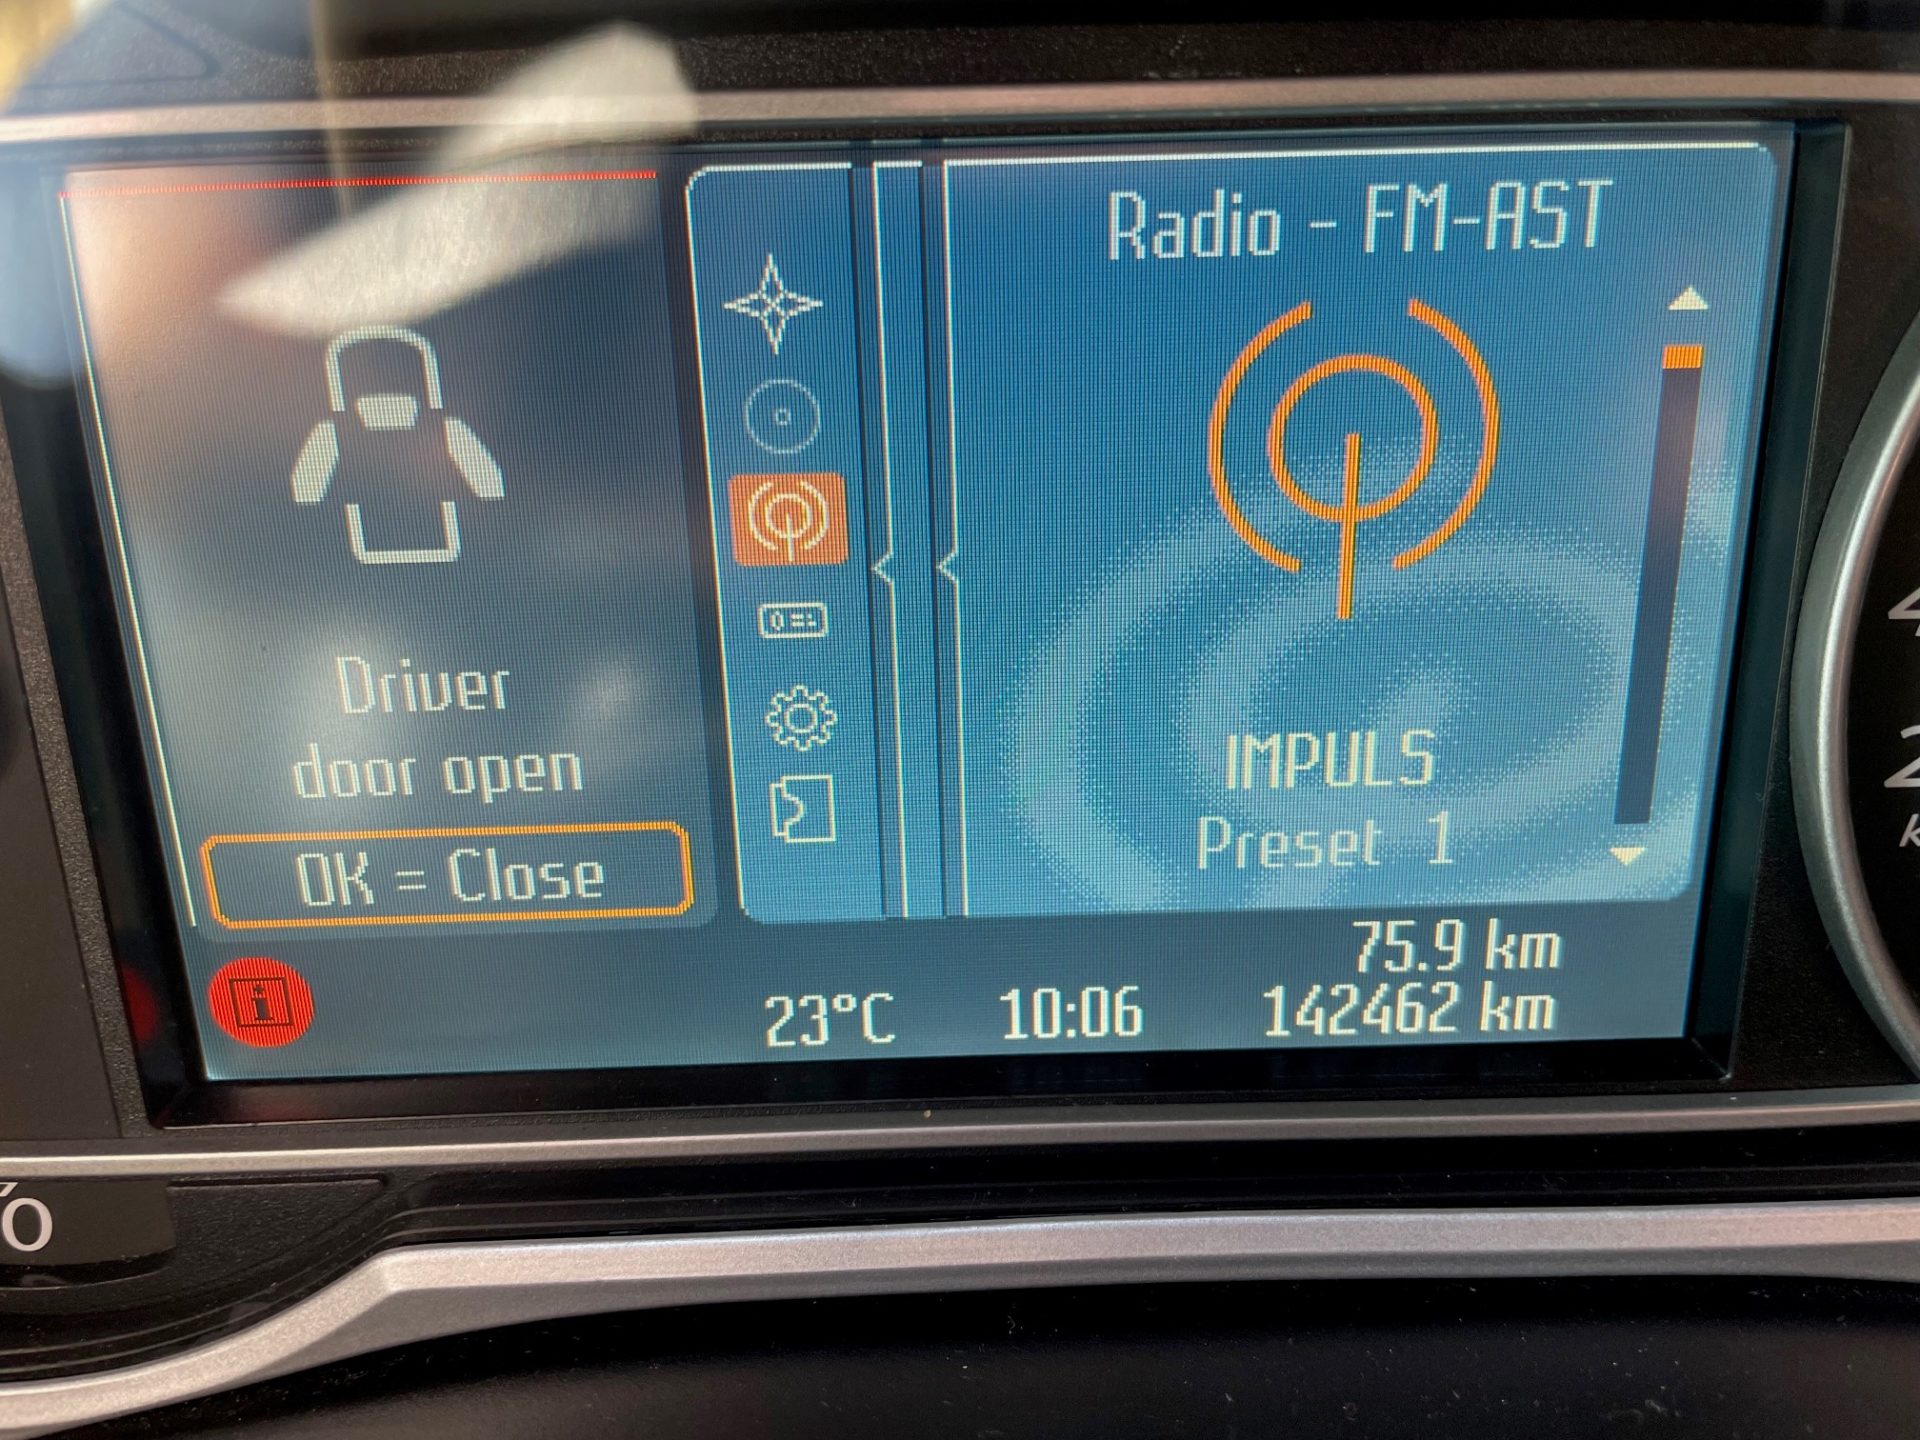 Driver
door open
OK = Close
Radio - FM-AST
IMPULS
Preset 1
75.9 km
23°C
10:06
142462 km